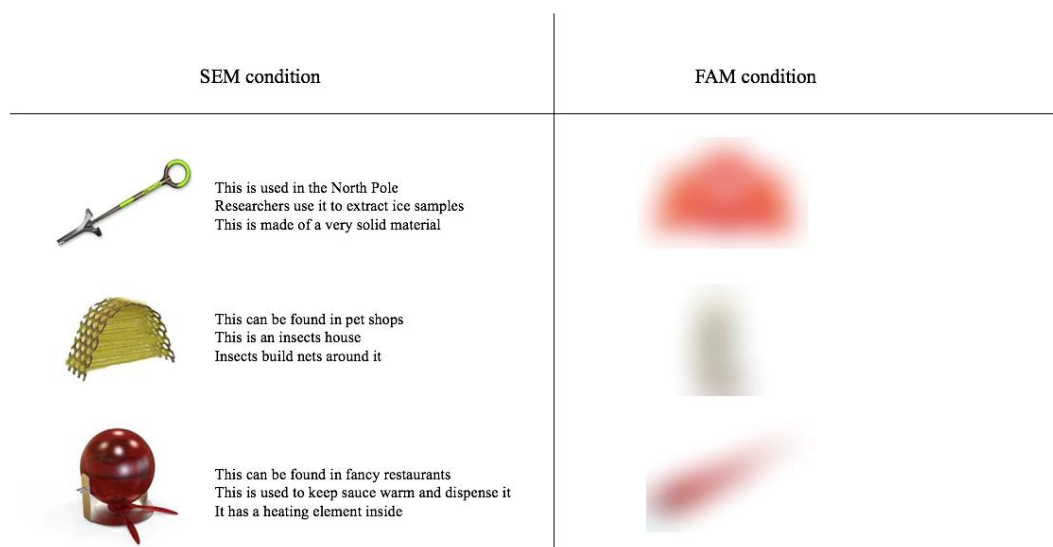 SEM condition
FAM condition
This is used in the North Pole
Researchers use it to extract ice samples
This is made of a very solid material
This can be found in pet shops
This is an insects house
Insects build nets around it
This can be found in fancy restaurants
This is used to keep sauce warm and dispense it
It has a heating element inside